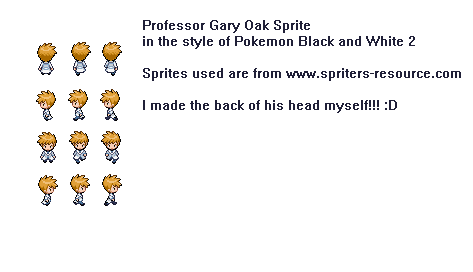 Professor Gary Oak Sprite
in the style of Pokemon Black and White 2
Sprites used are from www.spriters-resource.com
I made the back of his head myself!!! :D